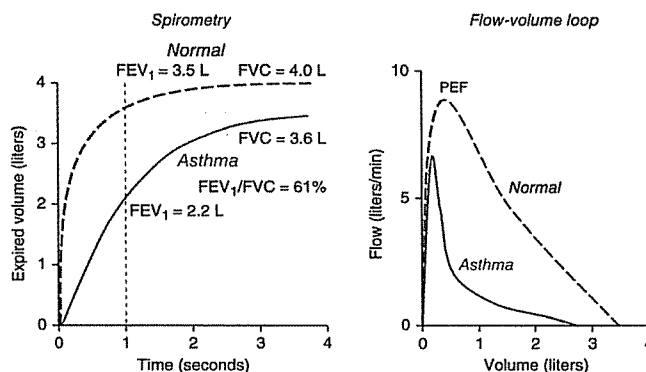 Spirometry
Normal
FEV₁ = 3.5 L FVC = 4.0 L
FVC = 3.6 L
Asthma
FEV₁/FVC = 61%
FEV₁ = 2.2 L
Expired volume (liters)
4
3
2
1
0
0 1 2 3 4
Time (seconds)
Flow-volume loop
PEF
Normal
Asthma
Flow (liters/min)
10
5
0
0 1 2 3 4
Volume (liters)